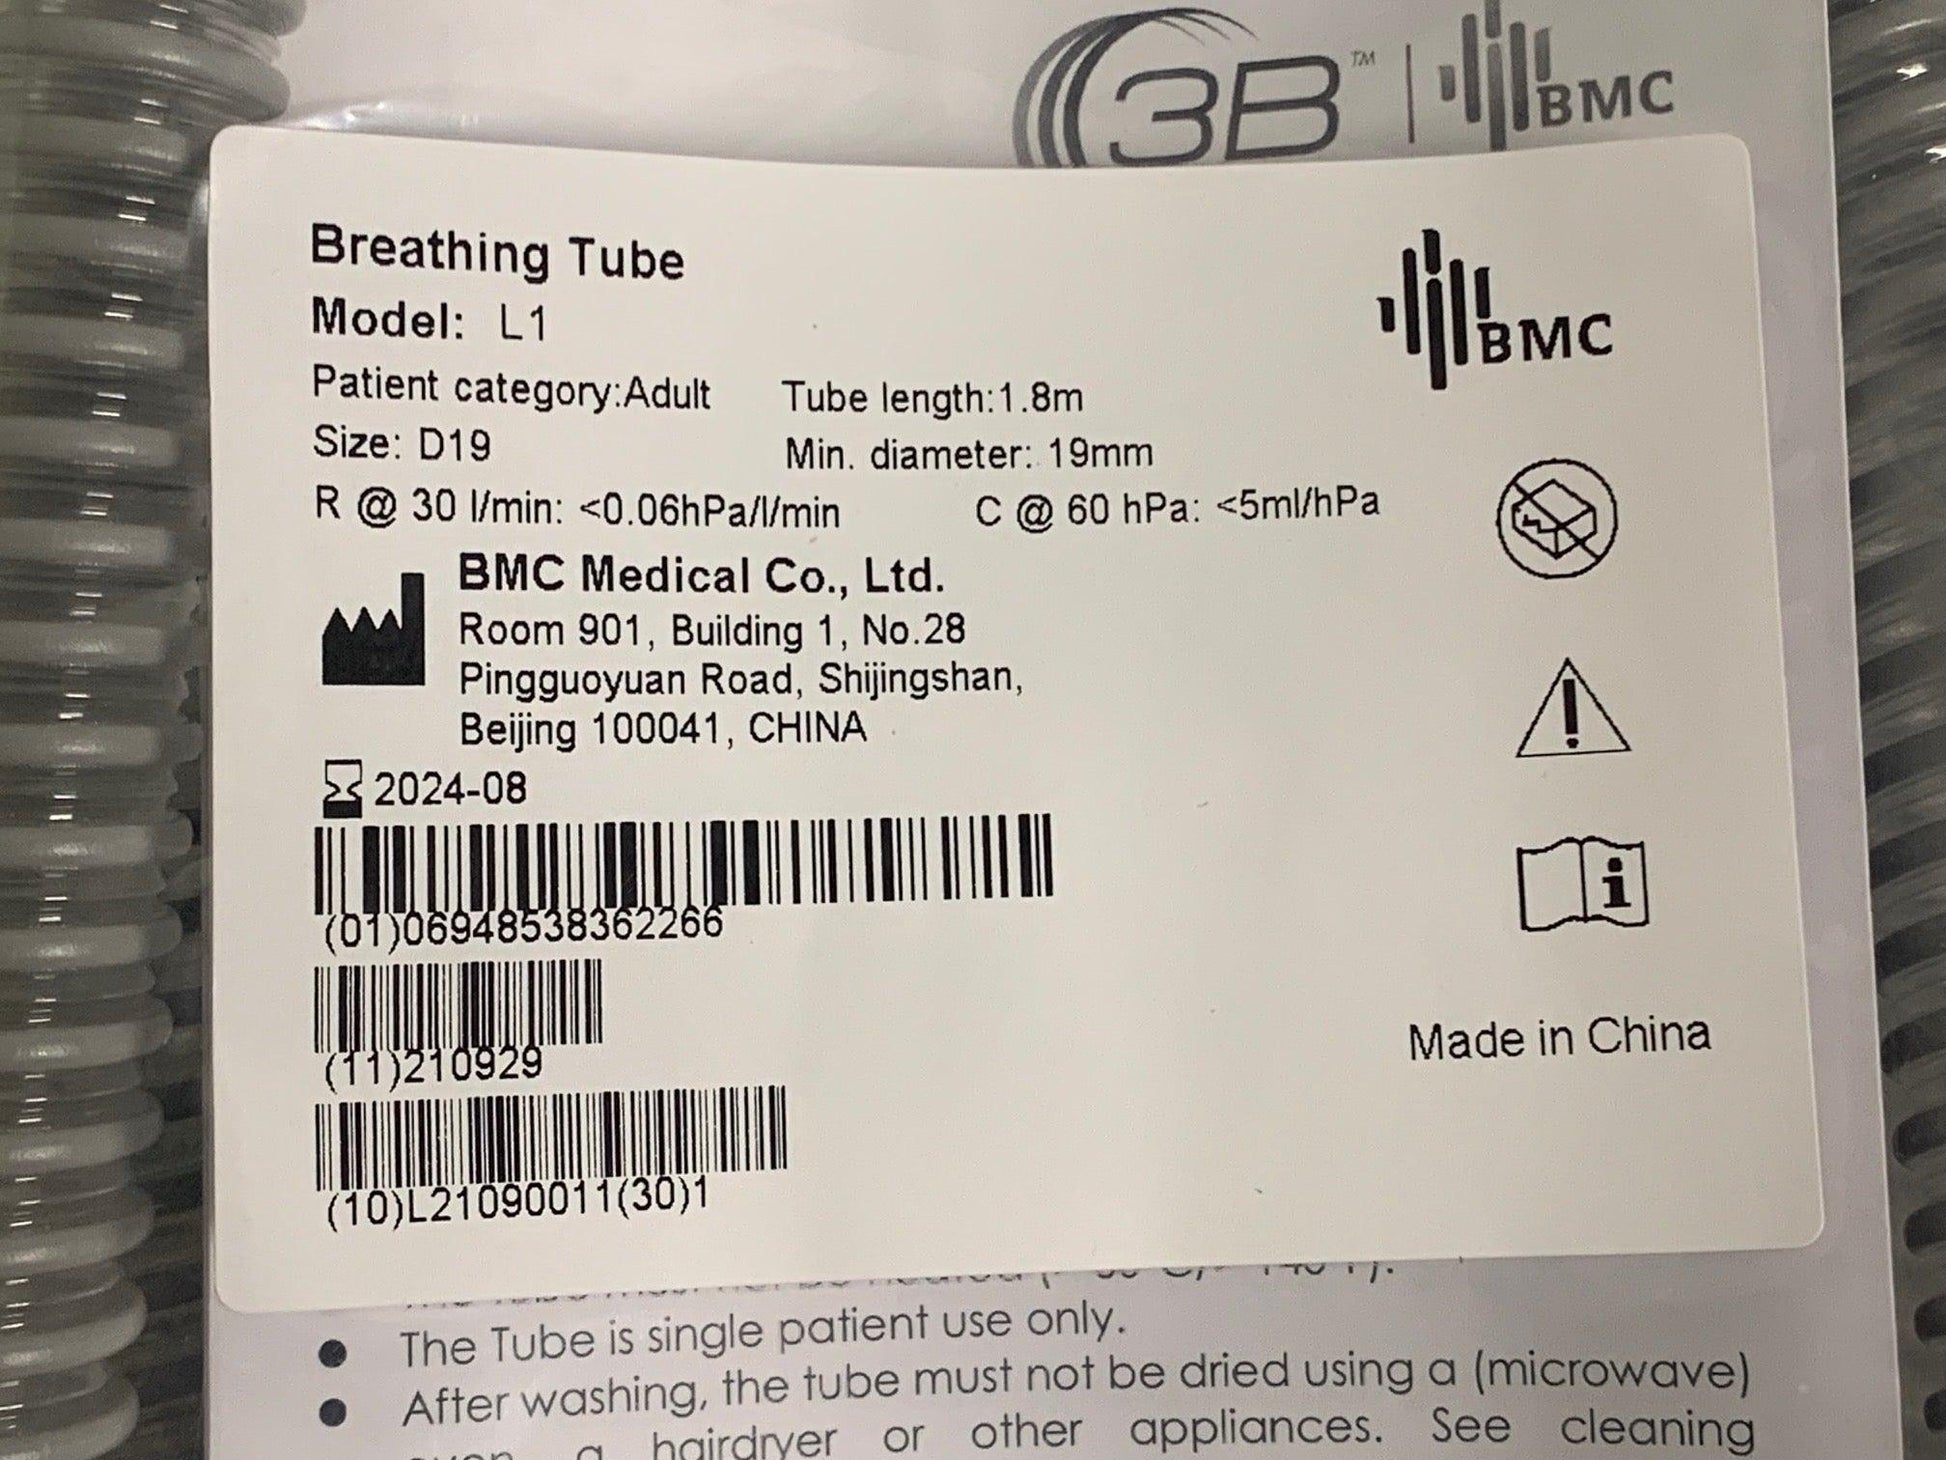 3B™ | BMC
Breathing Tube
BMC
Model: L1
Patient category:Adult Tube length:1.8m
Size: D19 Min. diameter: 19mm
R @ 30 l/min: <0.06hPa/l/min C @ 60 hPa: <5ml/hPa
BMC Medical Co., Ltd.
Room 901, Building 1, No.28
Pingguoyuan Road, Shijingshan,
Beijing 100041, CHINA
2024-08
(01)06948538362266
(11)210929
Made in China
(10)L21090011(30)1
● The Tube is single patient use only.
● After washing, the tube must not be dried using a (microwave)
a hairdryer or other appliances. See cleaning